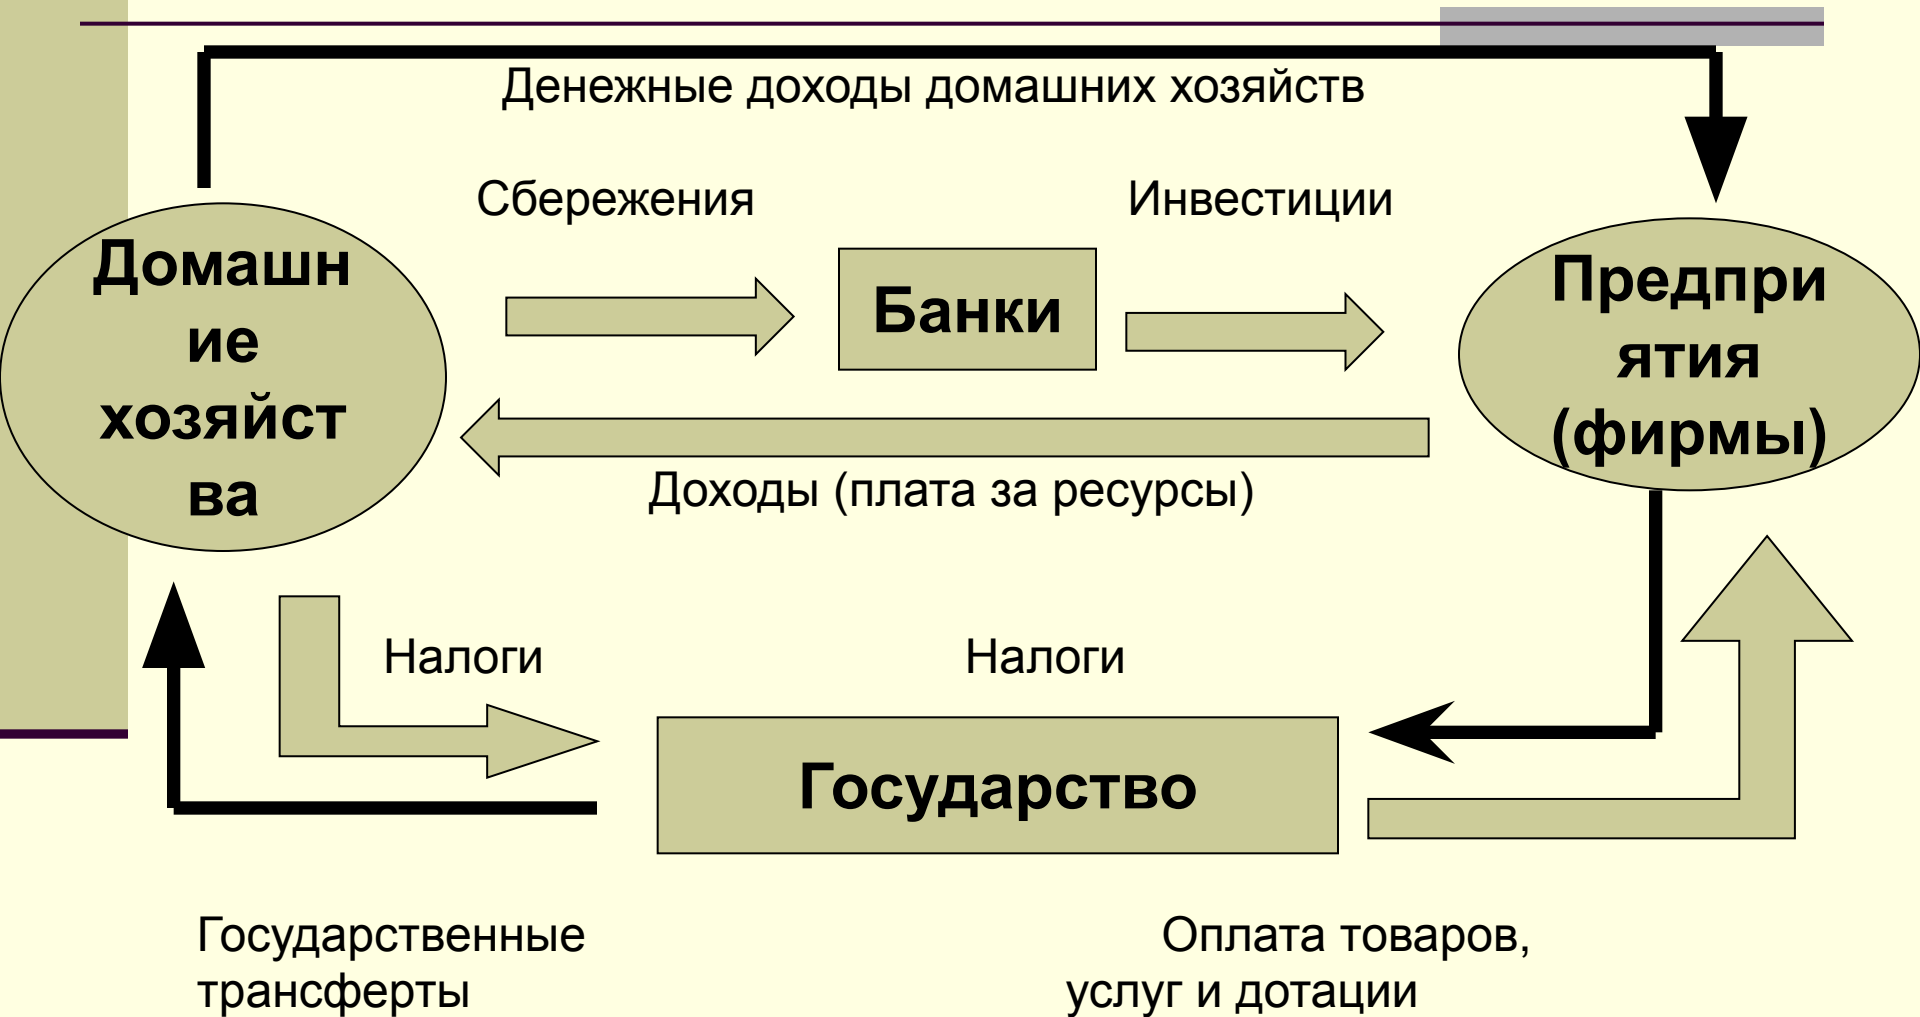 Денежные доходы домашних хозяйств
Сбережения
Инвестиции
Домашн
ие
хозяйст
ва
Банки
Предпри
ятия
(фирмы)
Доходы (плата за ресурсы)
Налоги
Налоги
Государство
Государственные
трансферты
Оплата товаров,
услуг и дотации